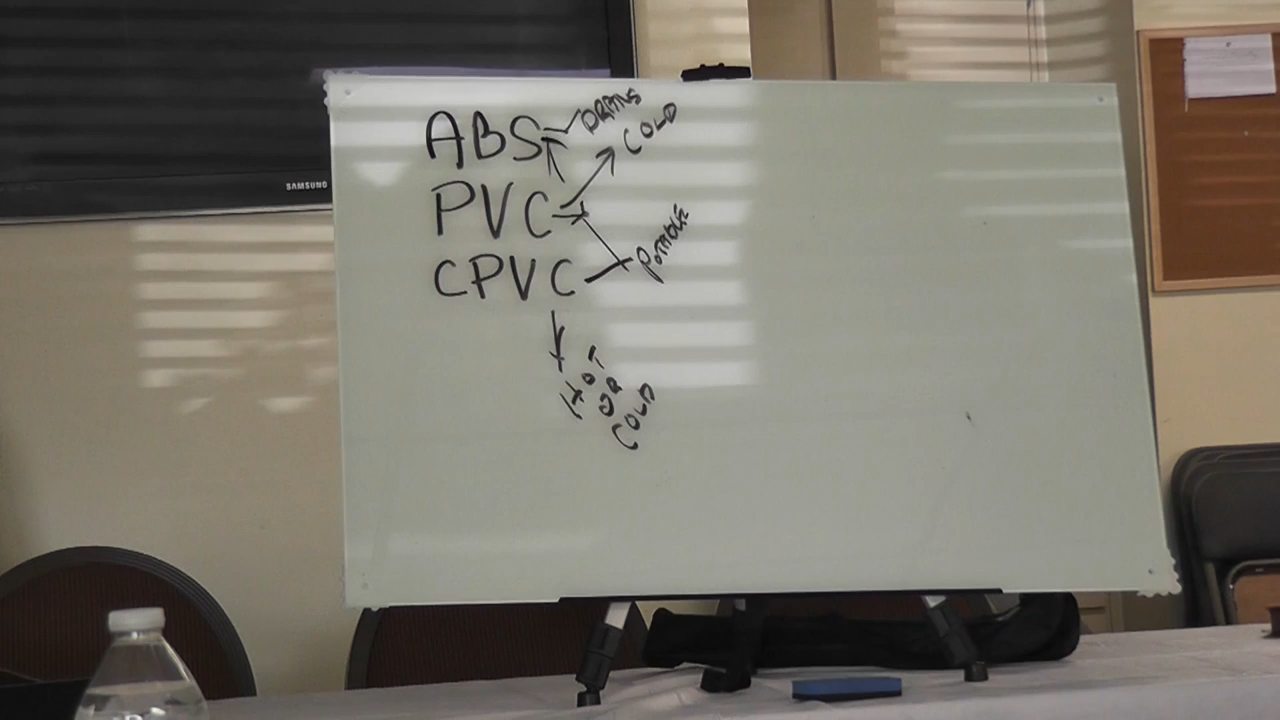 SAMSUNG
ABS
DRAINS
COLD
PVC
CPVC
POTABLE
HOT
OR
COLD